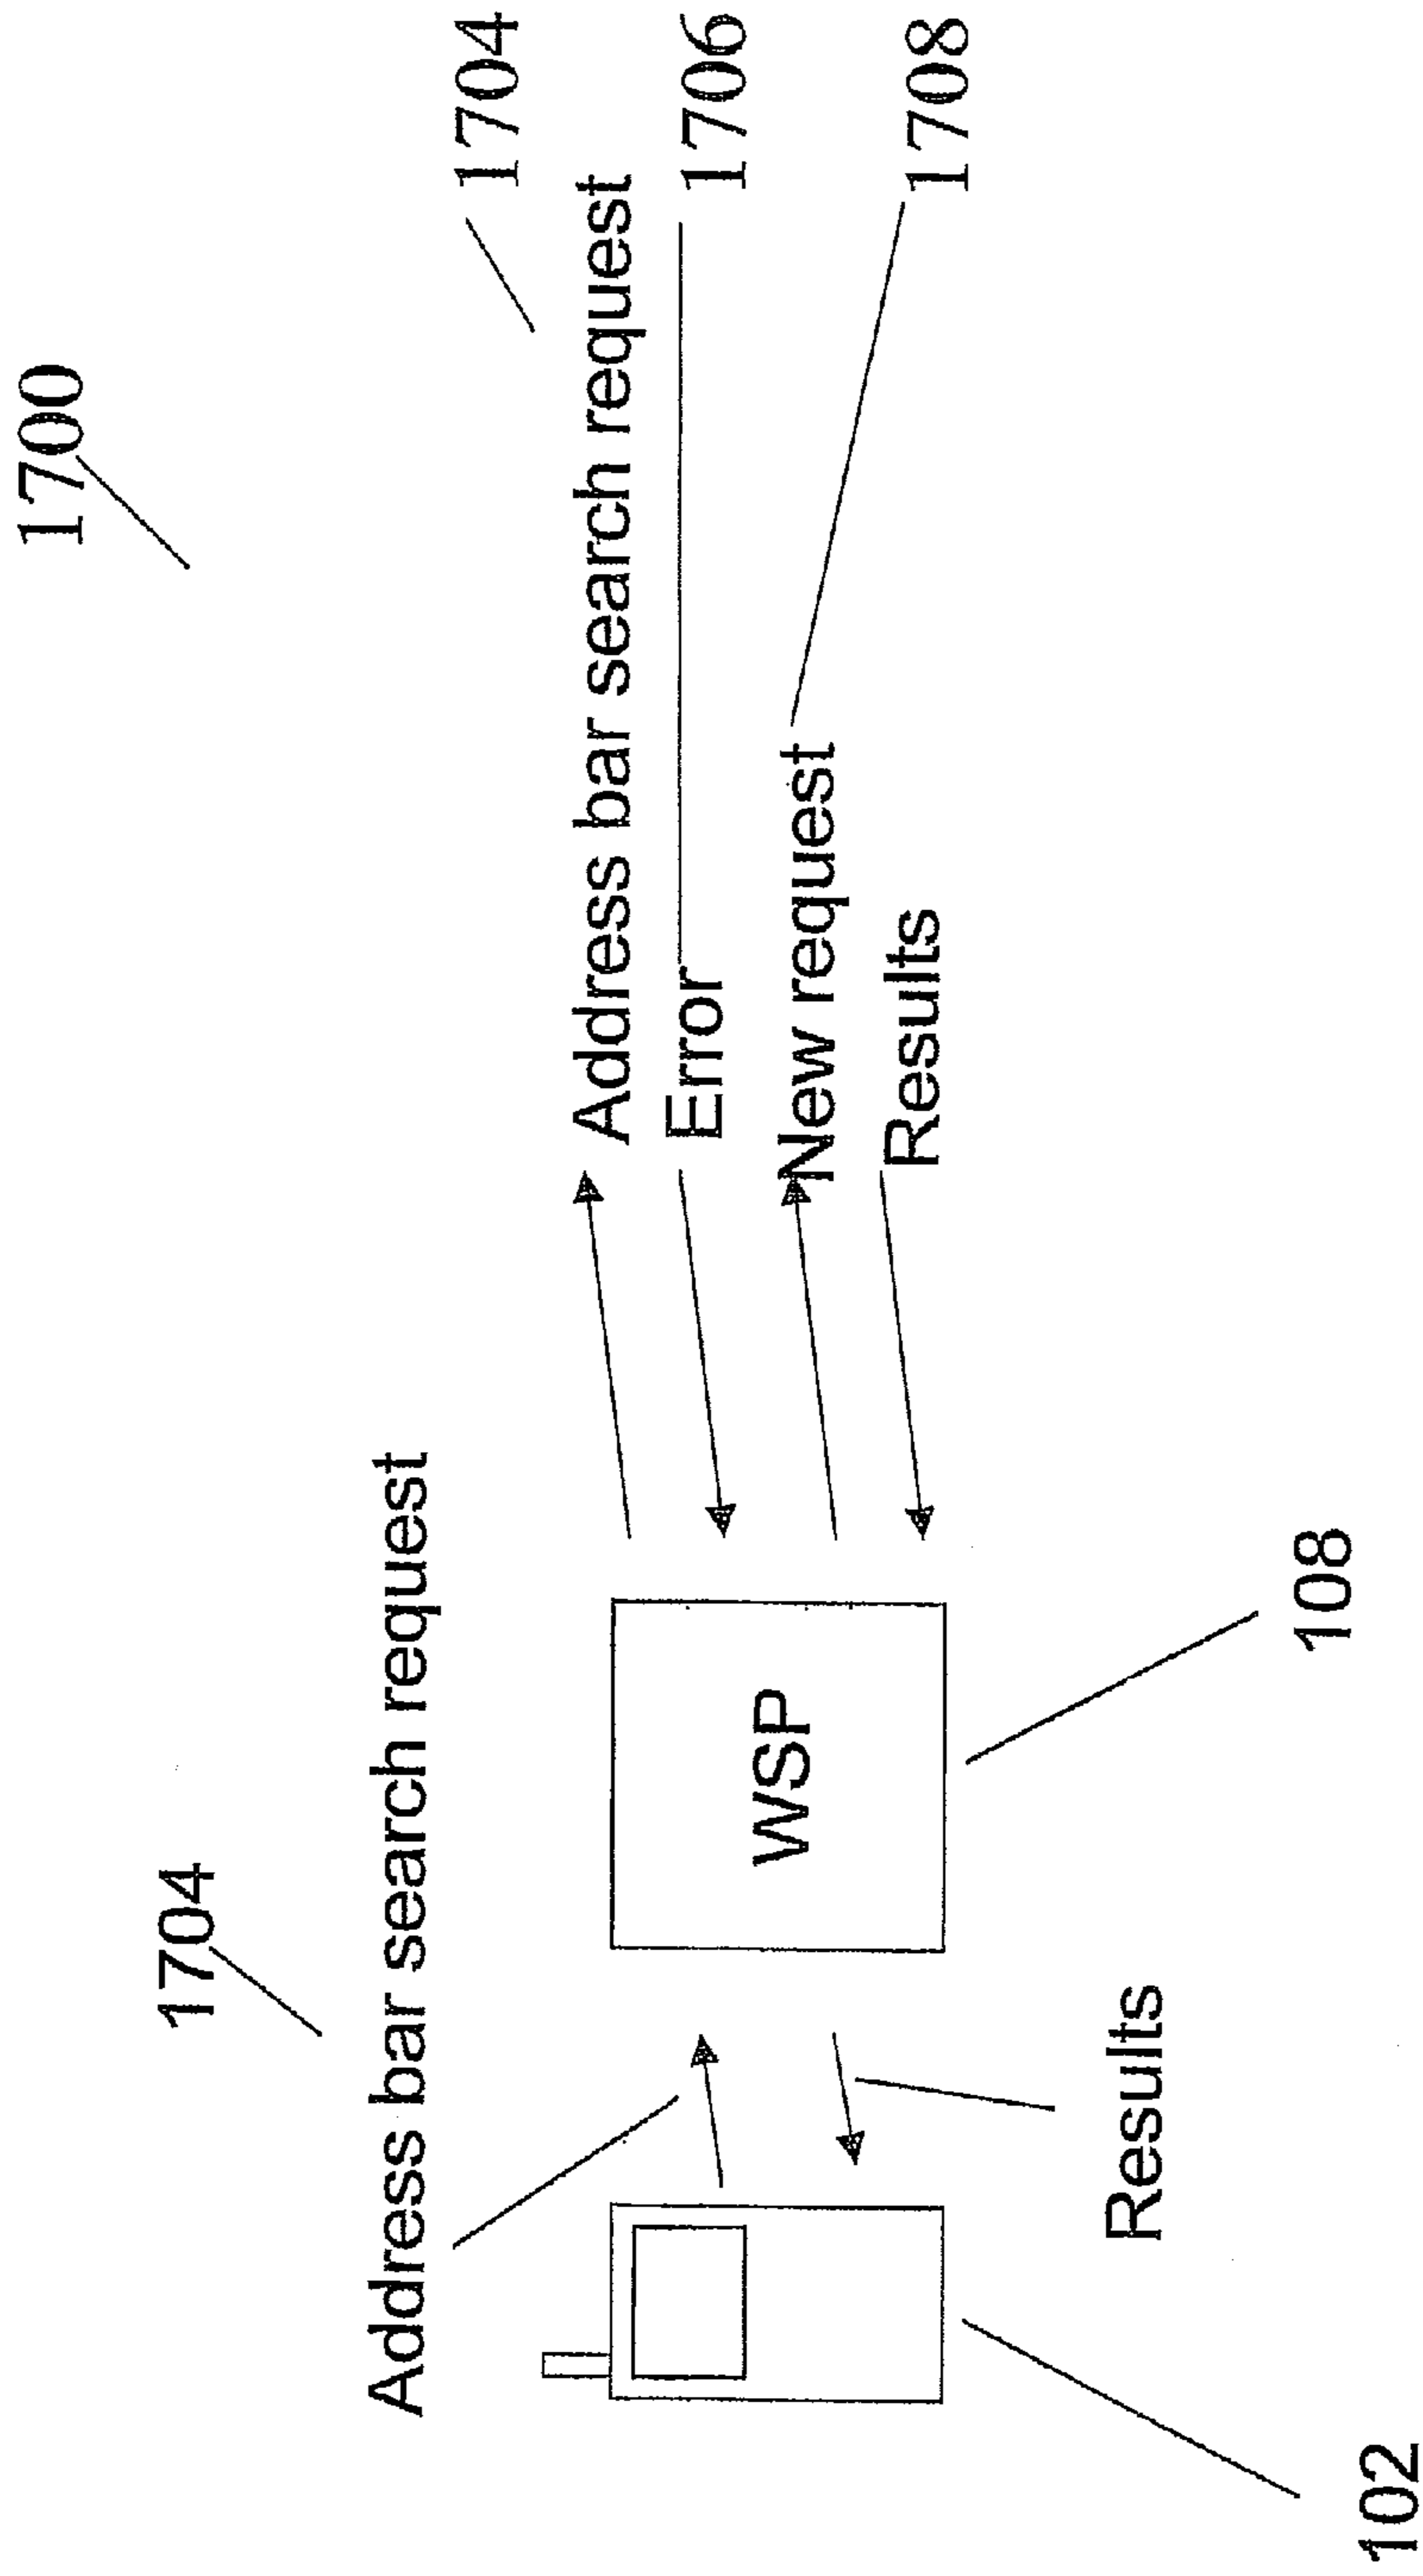 1700
1704
Address bar search request
1704
Address bar search request
1706
Error
WSP
New request
1708
Results
Results
108
102